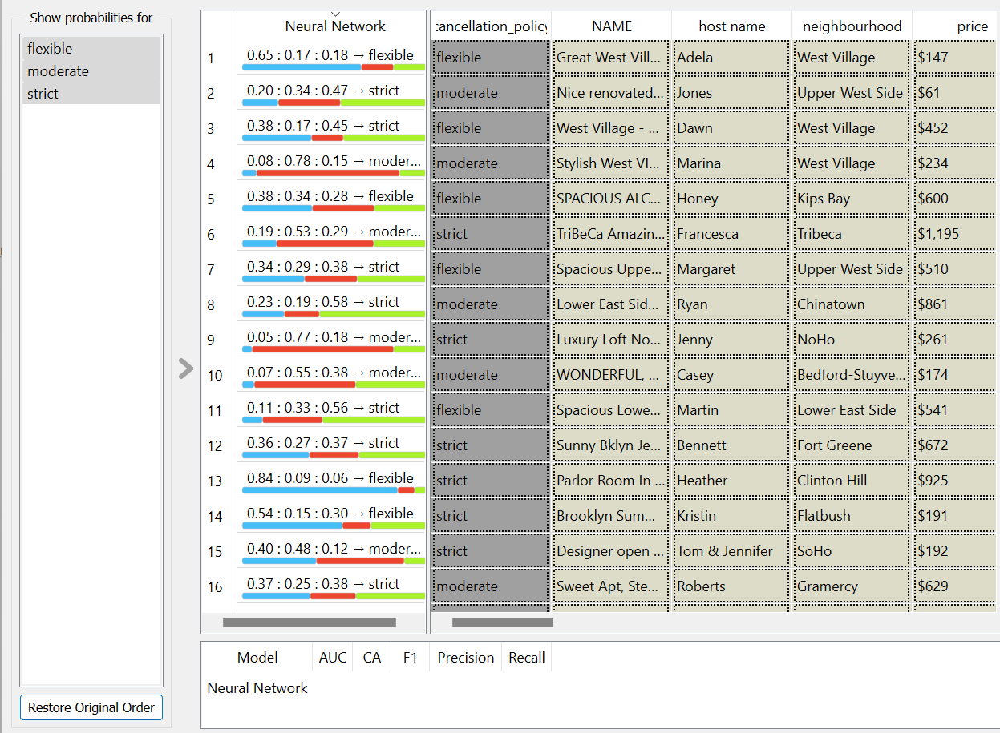 Show probabilities for
flexible
moderate
strict
Restore Original Order
Neural Network cancellation_policy NAME host name neighbourhood price
1 0.65 : 0.17 : 0.18 → flexible flexible Great West Vill... Adela West Village $147
2 0.20 : 0.34 : 0.47 → strict moderate Nice renovated... Jones Upper West Side $61
3 0.38 : 0.17 : 0.45 → strict flexible West Village - ... Dawn West Village $452
4 0.08 : 0.78 : 0.15 → moder... moderate Stylish West VI... Marina West Village $234
5 0.38 : 0.34 : 0.28 → flexible flexible SPACIOUS ALC... Honey Kips Bay $600
6 0.19 : 0.53 : 0.29 → moder... strict TriBeCa Amazin... Francesca Tribeca $1,195
7 0.34 : 0.29 : 0.38 → strict flexible Spacious Uppe... Margaret Upper West Side $510
8 0.23 : 0.19 : 0.58 → strict moderate Lower East Sid... Ryan Chinatown $861
9 0.05 : 0.77 : 0.18 → moder... strict Luxury Loft No... Jenny NoHo $261
10 0.07 : 0.55 : 0.38 → moder... moderate WONDERFUL, ... Casey Bedford-Stuyve... $174
11 0.11 : 0.33 : 0.56 → strict flexible Spacious Lowe... Martin Lower East Side $541
12 0.36 : 0.27 : 0.37 → strict strict Sunny Bklyn Je... Bennett Fort Greene $672
13 0.84 : 0.09 : 0.06 → flexible strict Parlor Room In ... Heather Clinton Hill $925
14 0.54 : 0.15 : 0.30 → flexible strict Brooklyn Sum... Kristin Flatbush $191
15 0.40 : 0.48 : 0.12 → moder... strict Designer open ... Tom & Jennifer SoHo $192
16 0.37 : 0.25 : 0.38 → strict moderate Sweet Apt, Ste... Roberts Gramercy $629
Model AUC CA F1 Precision Recall
Neural Network